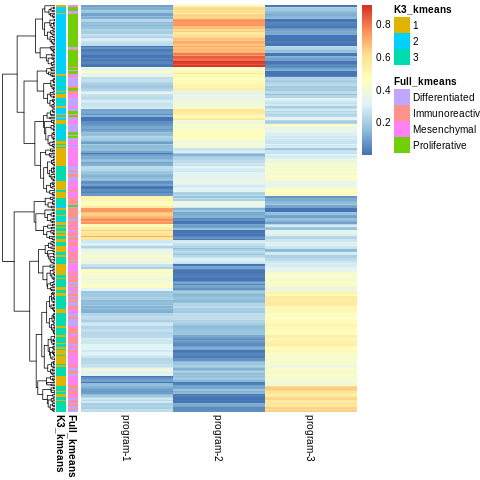 K3_kmeans
0.8
1
2
0.6
3
0.4
Full_kmeans
Differentiated
0.2
Immunoreactiv
Mesenchymal
Proliferative
K3_kmeans
Full_kmeans
program-1
program-2
program-3